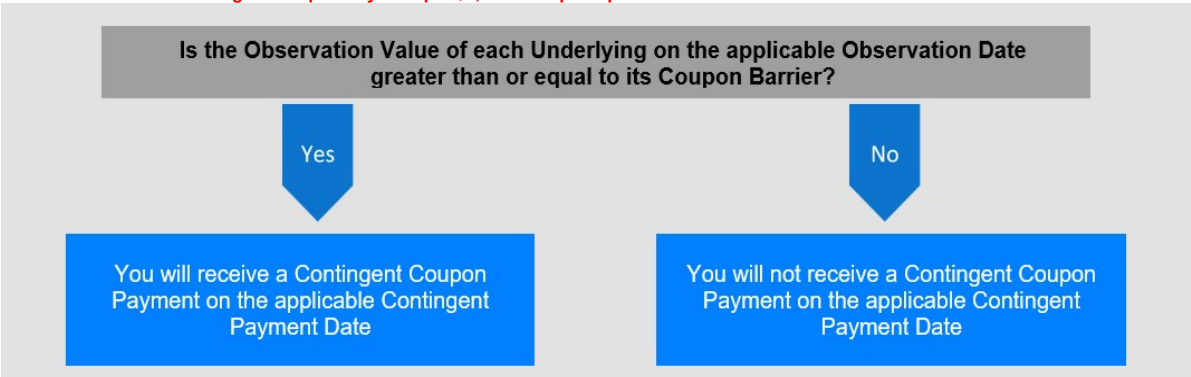 Is the Observation Value of each Underlying on the applicable Observation Date
greater than or equal to its Coupon Barrier?
Yes
No
You will receive a Contingent Coupon
Payment on the applicable Contingent
Payment Date
You will not receive a Contingent Coupon
Payment on the applicable Contingent
Payment Date